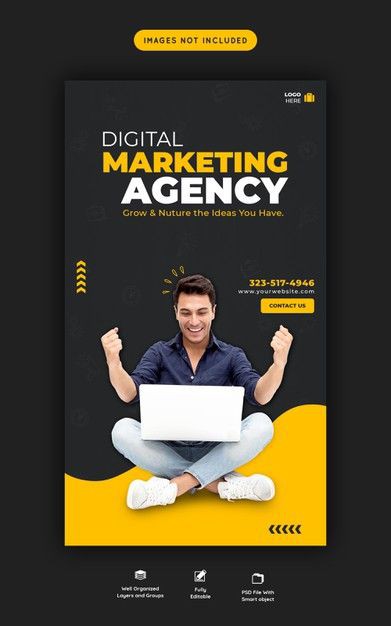 IMAGES NOT INCLUDED
LOGO
HERE
DIGITAL
MARKETING
AGENCY
Grow & Nuture the Ideas You Have.
323-517-4946
www.yourwebsite.com
CONTACT US
Well Organized
Layers and Groups
Fully
Editable
PSD File With
Smart object